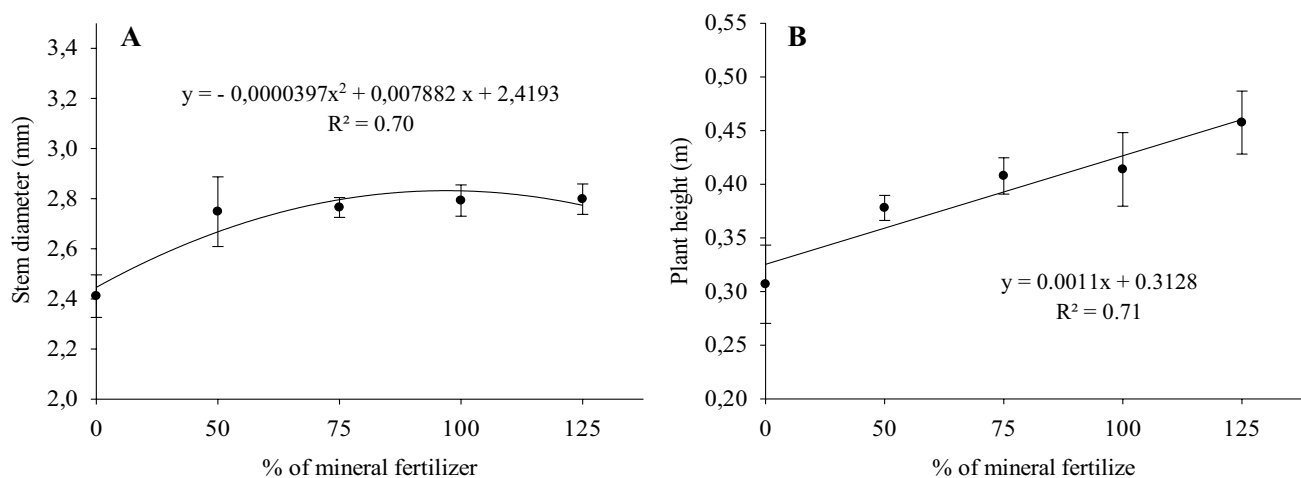 A
y = - 0,0000397x² + 0,007882 x + 2,4193
R² = 0.70
Stem diameter (mm)
3,4
3,2
3,0
2,8
2,6
2,4
2,2
2,0
0 50 75 100 125
% of mineral fertilizer
B
Plant height (m)
0,55
0,50
0,45
0,40
0,35
0,30
0,25
0,20
y = 0.0011x + 0.3128
R² = 0.71
0 50 75 100 125
% of mineral fertilize